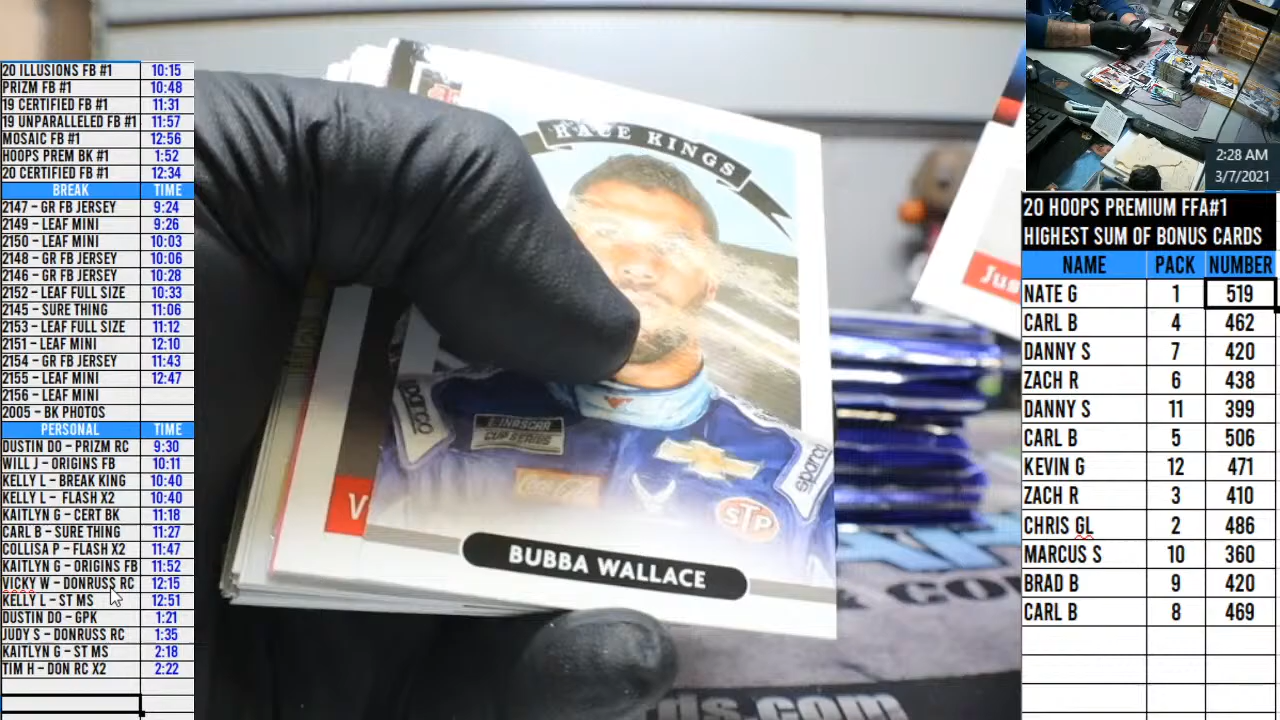 20 ILLUSIONS FB #1 10:15
PRIZM FB #1 10:48
19 CERTIFIED FB #1 11:31
19 UNPARALLELED FB #1 11:57
MOSAIC FB #1 12:56
HOOPS PREM BK #1 1:52
20 CERTIFIED FB #1 12:34
BREAK TIME
2147 – GR FB JERSEY 9:24
2149 – LEAF MINI 9:26
2150 – LEAF MINI 10:03
2148 – GR FB JERSEY 10:06
2146 – GR FB JERSEY 10:28
2152 – LEAF FULL SIZE 10:33
2145 – SURE THING 11:06
2153 – LEAF FULL SIZE 11:12
2151 – LEAF MINI 12:10
2154 – GR FB JERSEY 11:43
2155 – LEAF MINI 12:47
2156 – LEAF MINI
2005 – BK PHOTOS
PERSONAL TIME
DUSTIN DO – PRIZM RC 9:30
WILL J – ORIGINS FB 10:11
KELLY L – BREAK KING 10:40
KELLY L – FLASH X2 10:40
KAITLYN G – CERT BK 11:18
CARL B – SURE THING 11:27
COLLISA P – FLASH X2 11:47
KAITLYN G – ORIGINS FB 11:52
VICKY W – DONRUSS RC 12:15
KELLY L – ST MS 12:51
DUSTIN DO – GPK 1:21
JUDY S – DONRUSS RC 1:35
KAITLYN G – ST MS 2:18
TIM H – DON RC X2 2:22
RACE KINGS
Jus
sparco
NASCAR
CUP SERIES
Coca-Cola
sparco
STP
V
BUBBA WALLACE
rds.com
2:28 AM
3/7/2021
20 HOOPS PREMIUM FFA#1
HIGHEST SUM OF BONUS CARDS
NAME PACK NUMBER
NATE G 1 519
CARL B 4 462
DANNY S 7 420
ZACH R 6 438
DANNY S 11 399
CARL B 5 506
KEVIN G 12 471
ZACH R 3 410
CHRIS GL 2 486
MARCUS S 10 360
BRAD B 9 420
CARL B 8 469